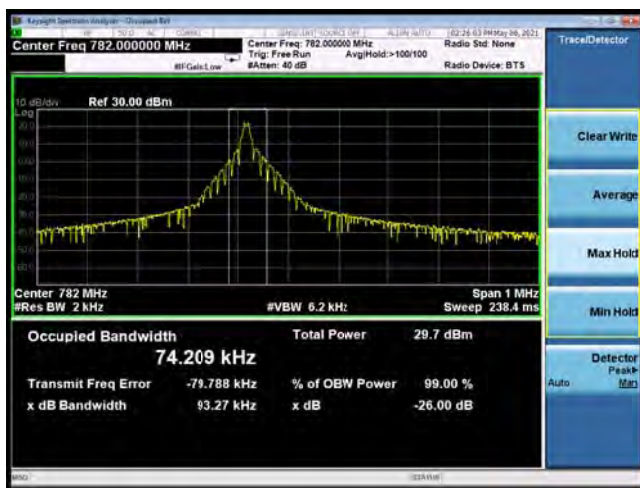 Keysight Spectrum Analyzer - Occupied BW
02:26:03 PM May 06, 2021
Center Freq 782.000000 MHz
Center Freq: 782.000000 MHz
Radio Std: None
Trace/Detector
Trig: Free Run
Avg|Hold:>100/100
#IFGain:Low
#Atten: 40 dB
Radio Device: BTS
10 dB/div
Ref 30.00 dBm
Log
Clear Write
Average
Max Hold
Min Hold
Center 782 MHz
Span 1 MHz
#Res BW 2 kHz
#VBW 6.2 kHz
Sweep 238.4 ms
Occupied Bandwidth
Total Power
29.7 dBm
74.209 kHz
Detector
Peak▶
Auto
Man
Transmit Freq Error
-79.788 kHz
% of OBW Power
99.00 %
x dB Bandwidth
93.27 kHz
x dB
-26.00 dB
MSG
STATUS